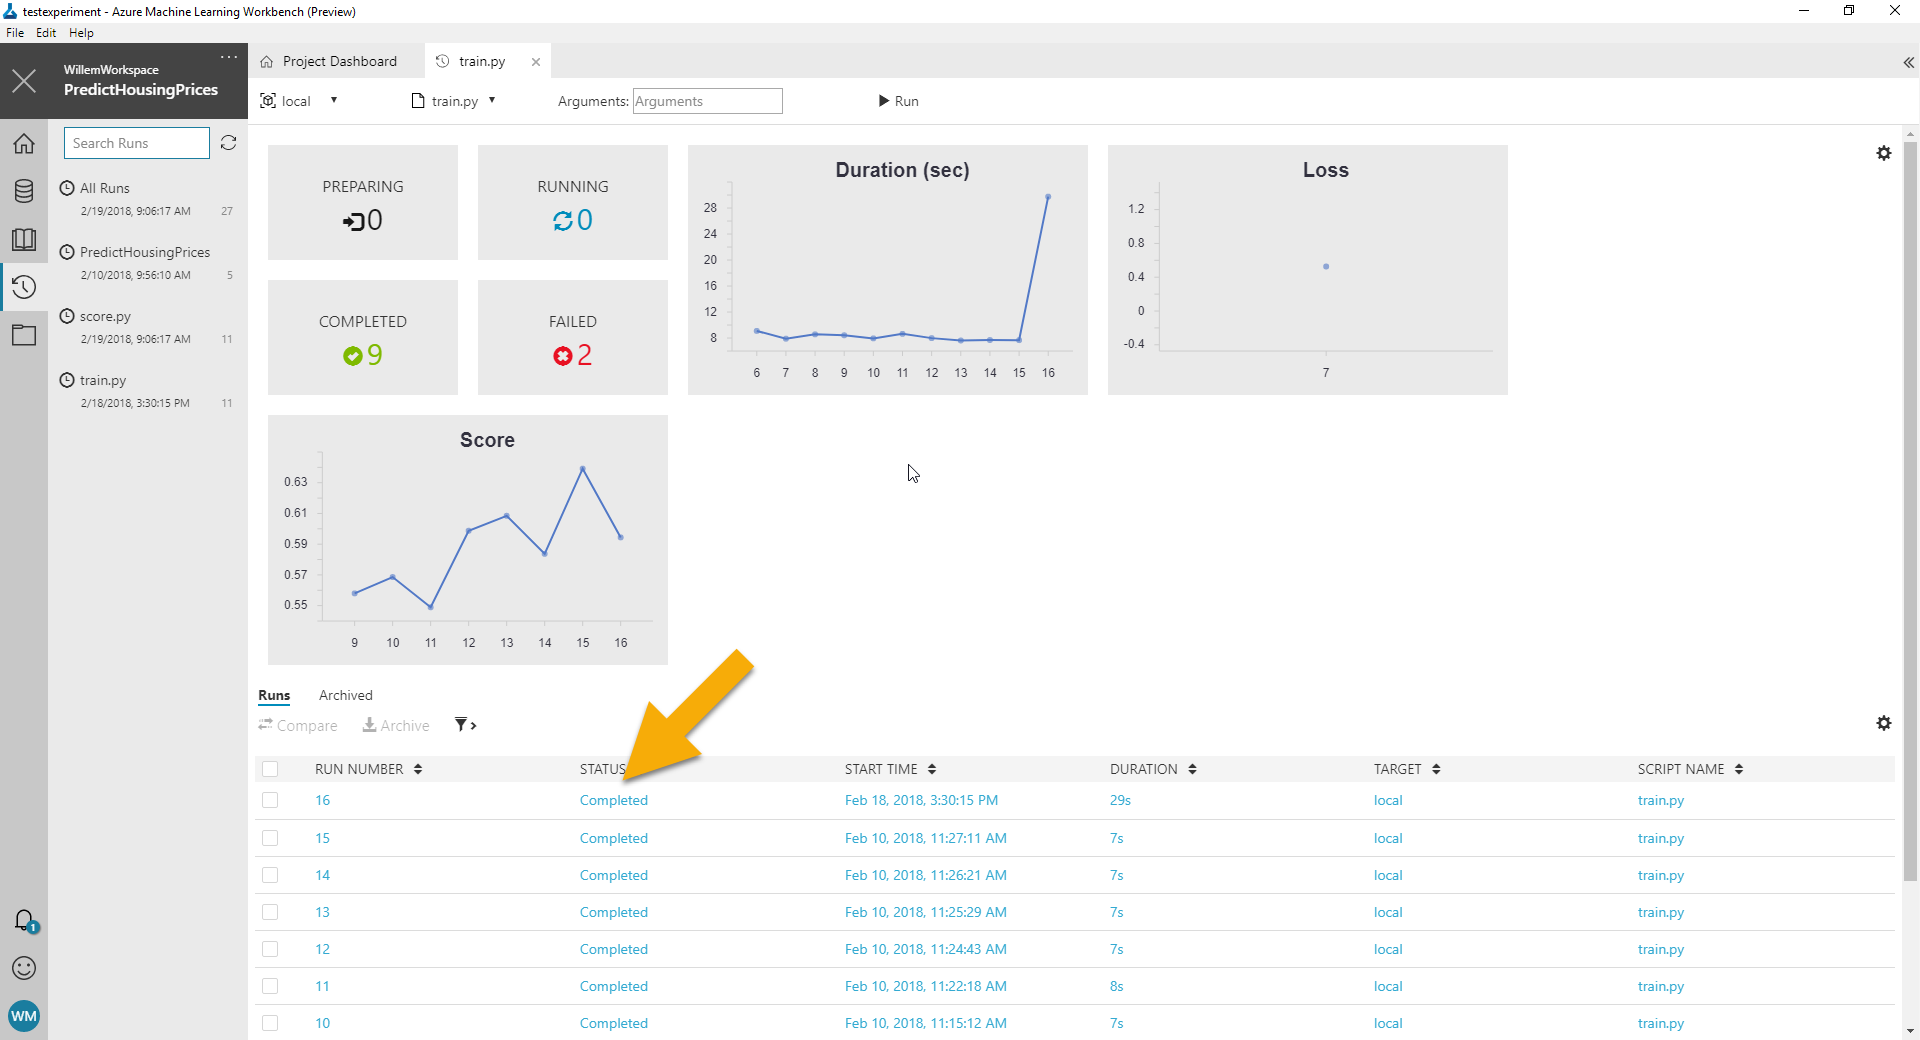 testexperiment - Azure Machine Learning Workbench (Preview)
File Edit Help
WillemWorkspace
PredictHousingPrices
Project Dashboard
train.py
local
train.py
Arguments: Arguments
Run
Search Runs
All Runs
2/19/2018, 9:06:17 AM 27
PredictHousingPrices
2/10/2018, 9:56:10 AM 5
score.py
2/19/2018, 9:06:17 AM 11
train.py
2/18/2018, 3:30:15 PM 11
PREPARING
0
RUNNING
0
COMPLETED
9
FAILED
2
Duration (sec)
28
24
20
16
12
8
6 7 8 9 10 11 12 13 14 15 16
Loss
1.2
0.8
0.4
0
-0.4
7
Score
0.63
0.61
0.59
0.57
0.55
9 10 11 12 13 14 15 16
Runs Archived
Compare Archive
RUN NUMBER STATUS START TIME DURATION TARGET SCRIPT NAME
16 Completed Feb 18, 2018, 3:30:15 PM 29s local train.py
15 Completed Feb 10, 2018, 11:27:11 AM 7s local train.py
14 Completed Feb 10, 2018, 11:26:21 AM 7s local train.py
13 Completed Feb 10, 2018, 11:25:29 AM 7s local train.py
12 Completed Feb 10, 2018, 11:24:43 AM 7s local train.py
11 Completed Feb 10, 2018, 11:22:18 AM 8s local train.py
10 Completed Feb 10, 2018, 11:15:12 AM 7s local train.py
1
WM